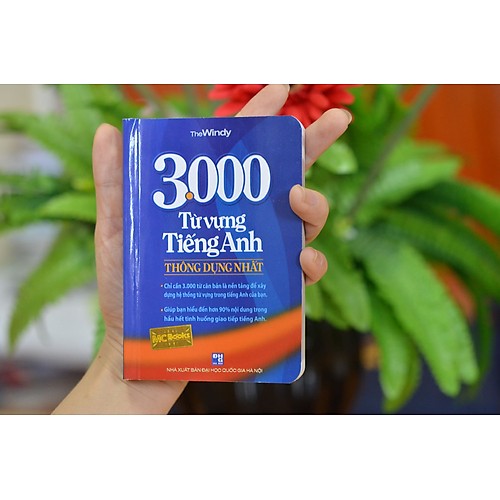 TheWindy
3.000
Từ vựng
Tiếng Anh
THÔNG DỤNG NHẤT
• Chỉ cần 3.000 từ căn bản là nền tảng để xây
dựng hệ thống từ vựng trong tiếng Anh của bạn.
• Giúp bạn hiểu đến hơn 90% nội dung trong
hầu hết tình huống giao tiếp tiếng Anh.
MCBooks
NHÀ XUẤT BẢN ĐẠI HỌC QUỐC GIA HÀ NỘI